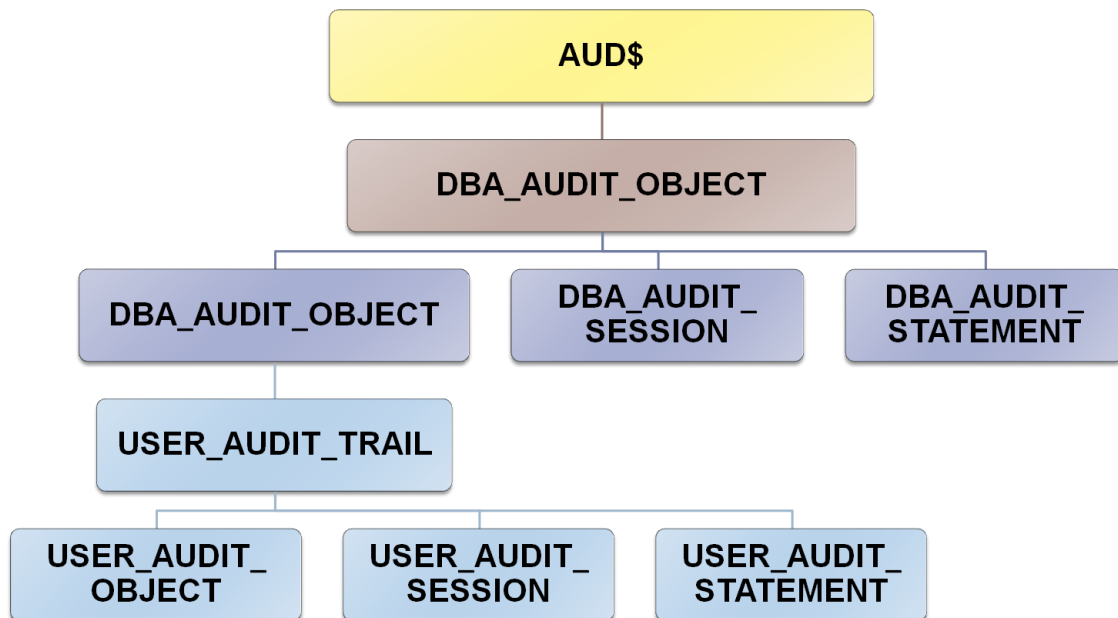 AUD$
DBA_AUDIT_OBJECT
DBA_AUDIT_OBJECT
DBA_AUDIT_
SESSION
DBA_AUDIT_
STATEMENT
USER_AUDIT_TRAIL
USER_AUDIT_
OBJECT
USER_AUDIT_
SESSION
USER_AUDIT_
STATEMENT